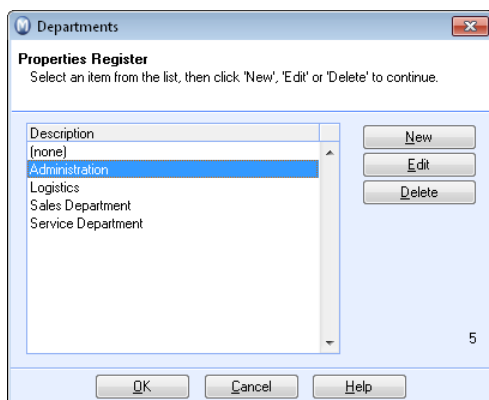 Departments
Properties Register
Select an item from the list, then click 'New', 'Edit' or 'Delete' to continue.
Description
(none)
Administration
Logistics
Sales Department
Service Department
New
Edit
Delete
5
OK
Cancel
Help